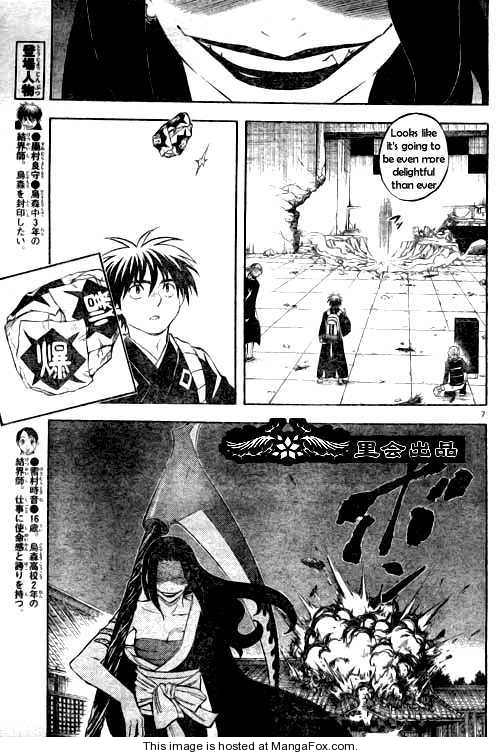 登場人物
Looks like
it's going to
be even more
delightful
than ever
●墨村良守●烏森中3年の
結界師。烏森を封印したい。
爆
7
里会出品
●雪村時音●16歳。烏森高校2年の
結界師。仕事に使命感と誇りを持つ。
ボン
This image is hosted at MangaFox.com